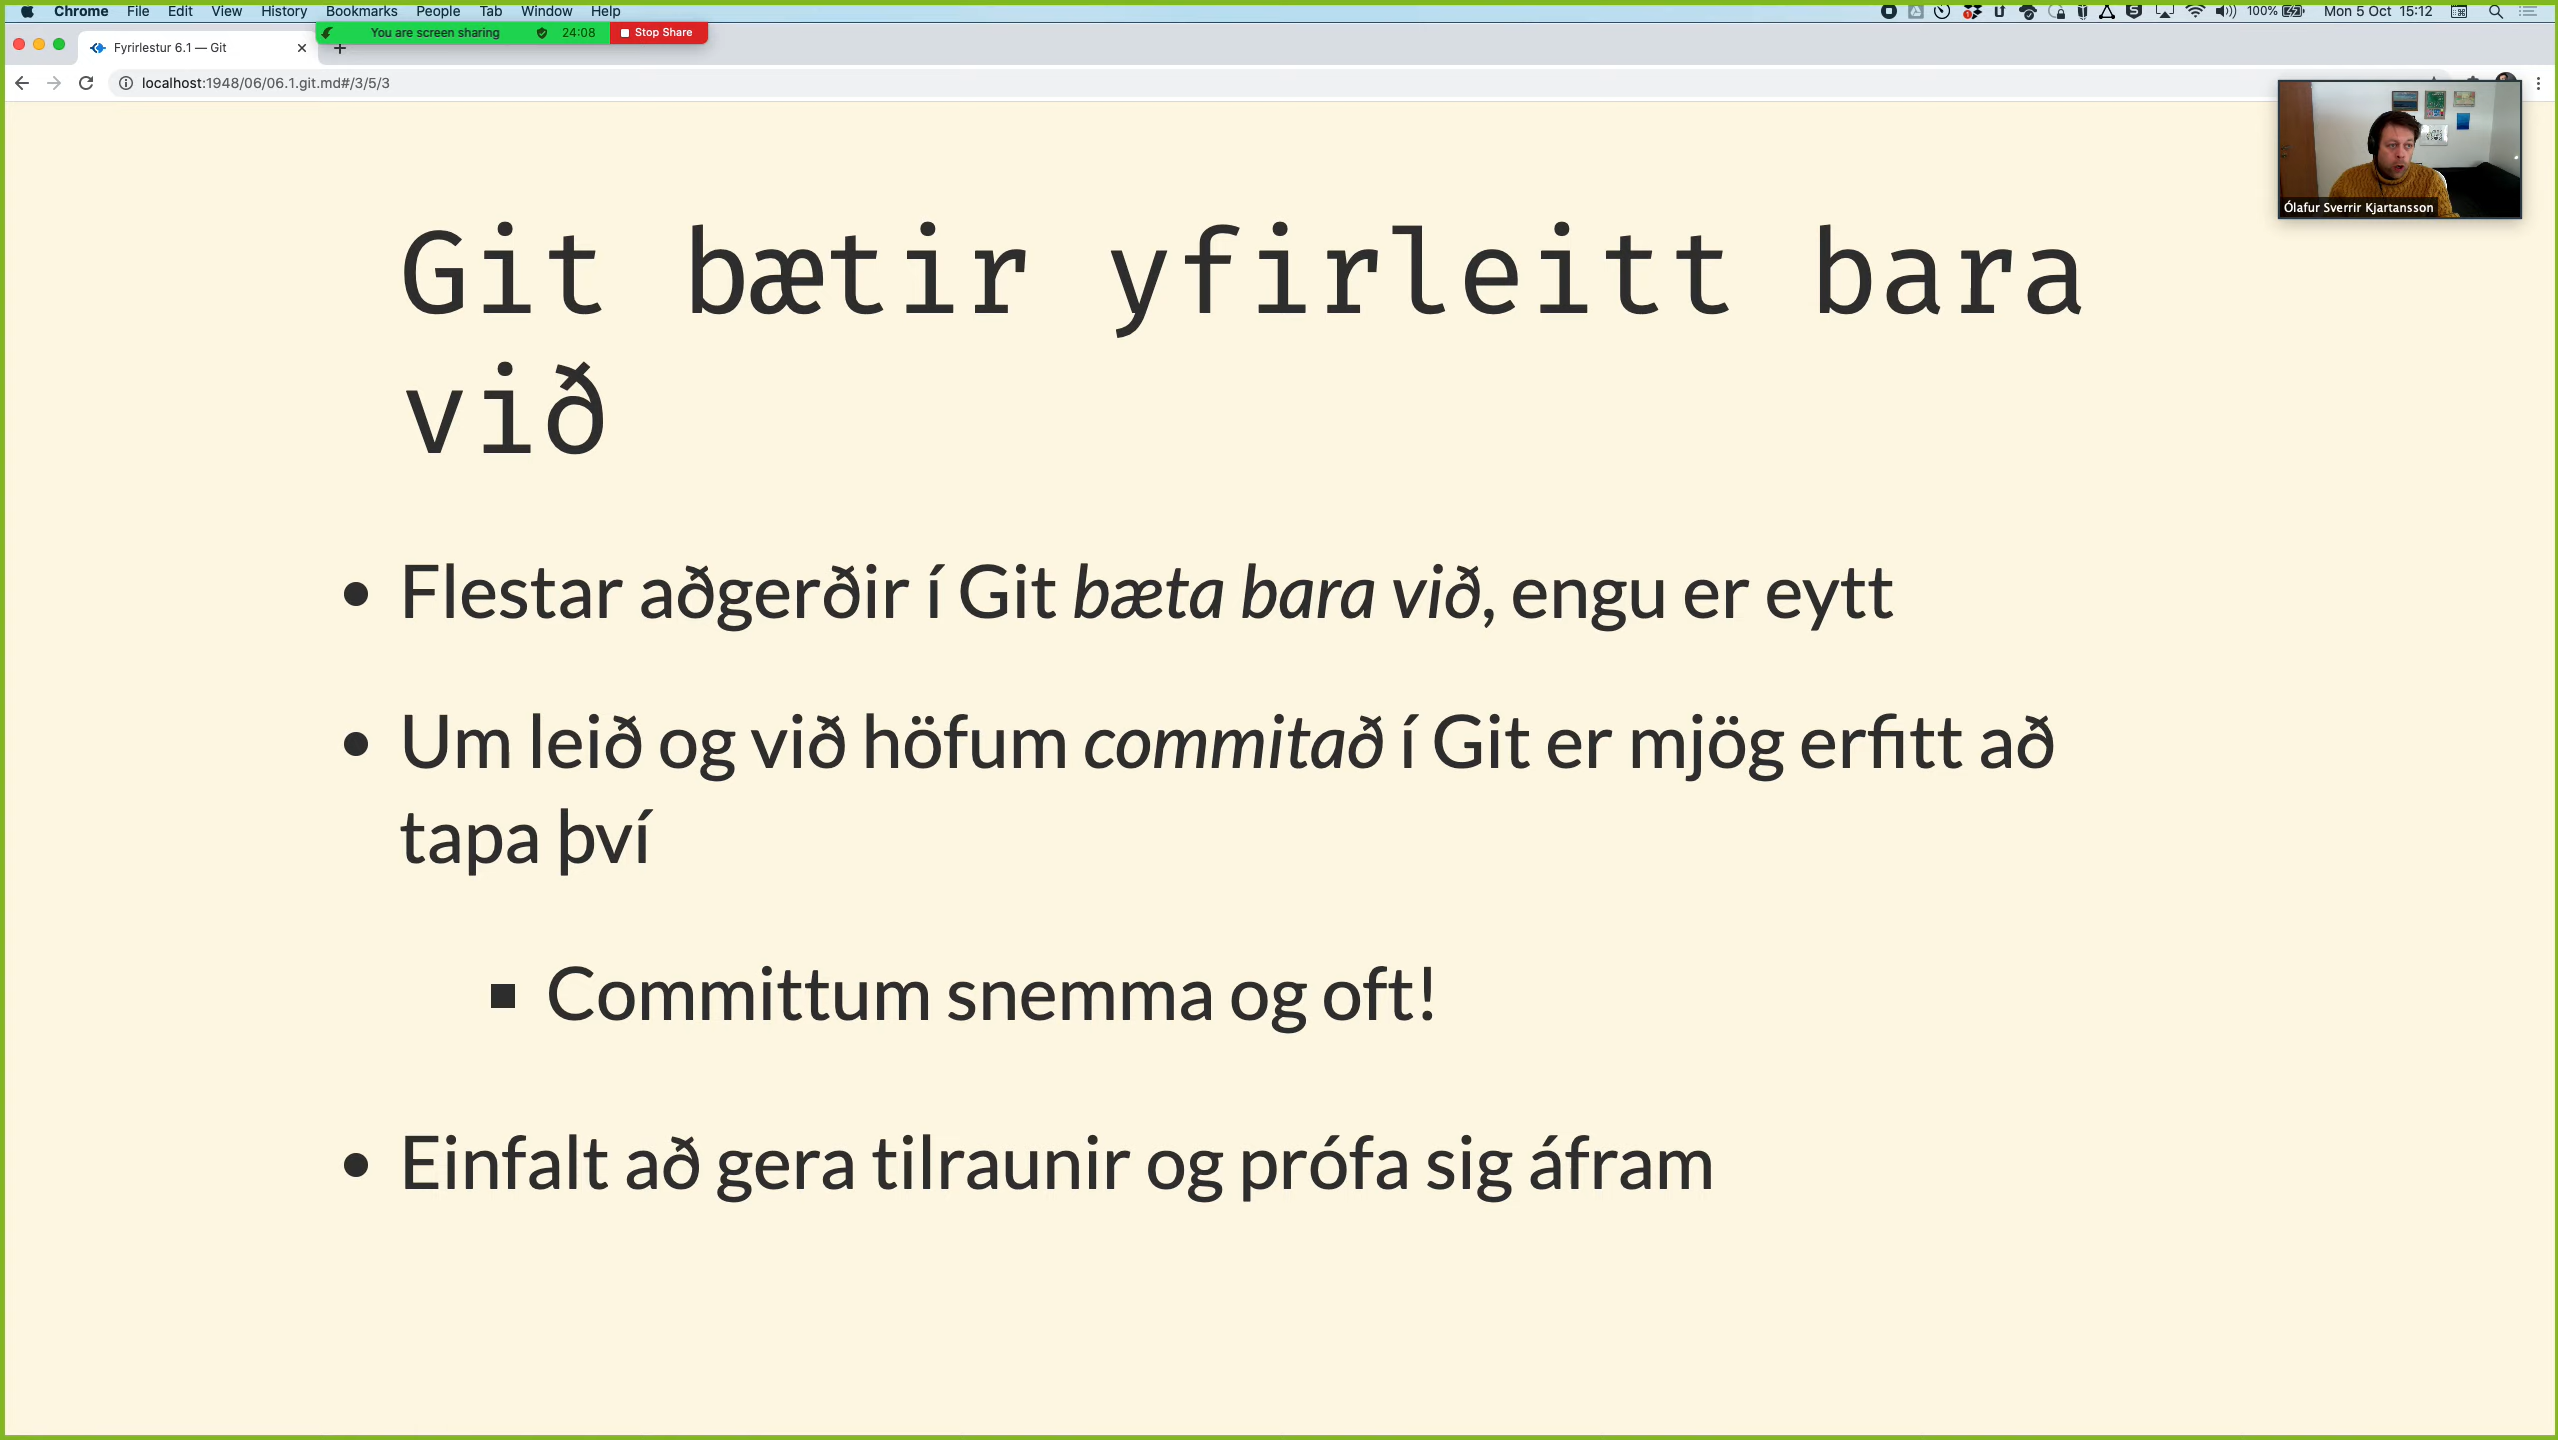 Chrome File Edit View History Bookmarks People Tab Window Help
100% Mon 5 Oct 15:12
You are screen sharing 24:08 Stop Share
Fyrirlestur 6.1 — Git
localhost:1948/06/06.1.git.md#/3/5/3
Ólafur Sverrir Kjartansson
Git bætir yfirleitt bara
við
• Flestar aðgerðir í Git bæta bara við, engu er eytt
• Um leið og við höfum commitað í Git er mjög erfitt að
tapa því
▪ Committum snemma og oft!
• Einfalt að gera tilraunir og prófa sig áfram